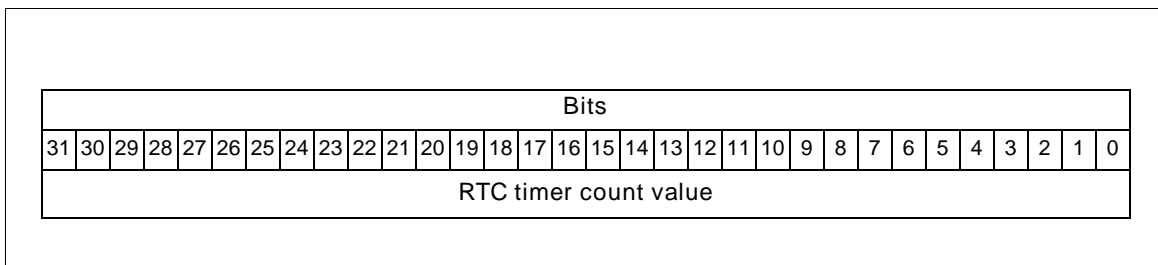 Bits
31 30 29 28 27 26 25 24 23 22 21 20 19 18 17 16 15 14 13 12 11 10 9 8 7 6 5 4 3 2 1 0
RTC timer count value